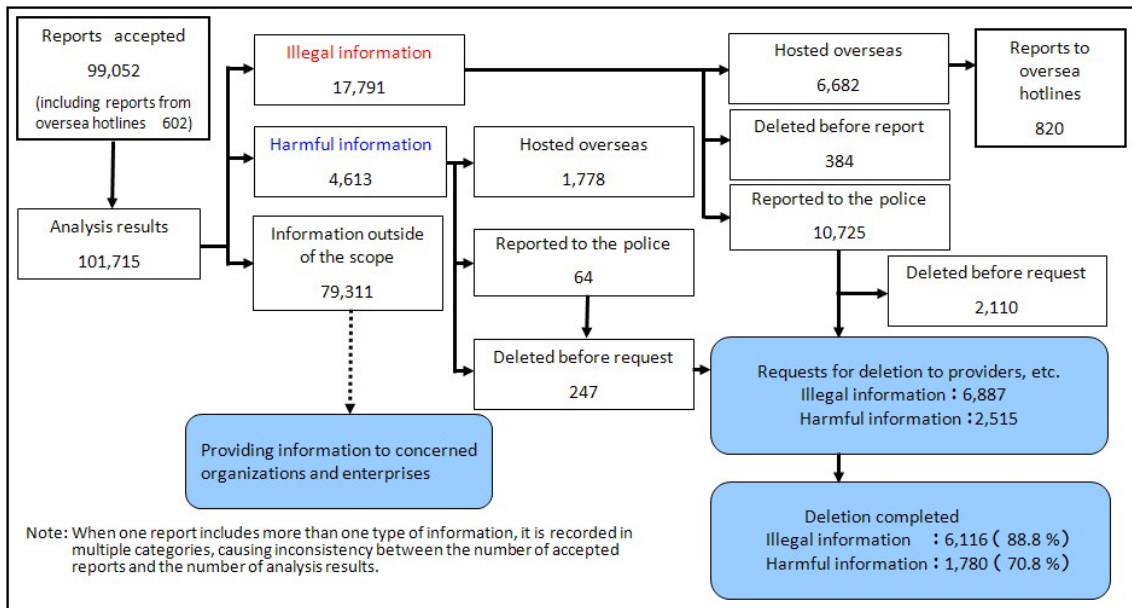 Reports accepted
99,052
(including reports from
oversea hotlines 602)
Analysis results
101,715
Illegal information
17,791
Harmful information
4,613
Information outside
of the scope
79,311
Providing information to concerned
organizations and enterprises
Hosted overseas
1,778
Reported to the police
64
Deleted before request
247
Hosted overseas
6,682
Reports to
oversea
hotlines
820
Deleted before report
384
Reported to the police
10,725
Deleted before request
2,110
Requests for deletion to providers, etc.
Illegal information：6,887
Harmful information：2,515
Deletion completed
Illegal information ：6,116 ( 88.8 %)
Harmful information：1,780 ( 70.8 %)
Note: When one report includes more than one type of information, it is recorded in
multiple categories, causing inconsistency between the number of accepted
reports and the number of analysis results.